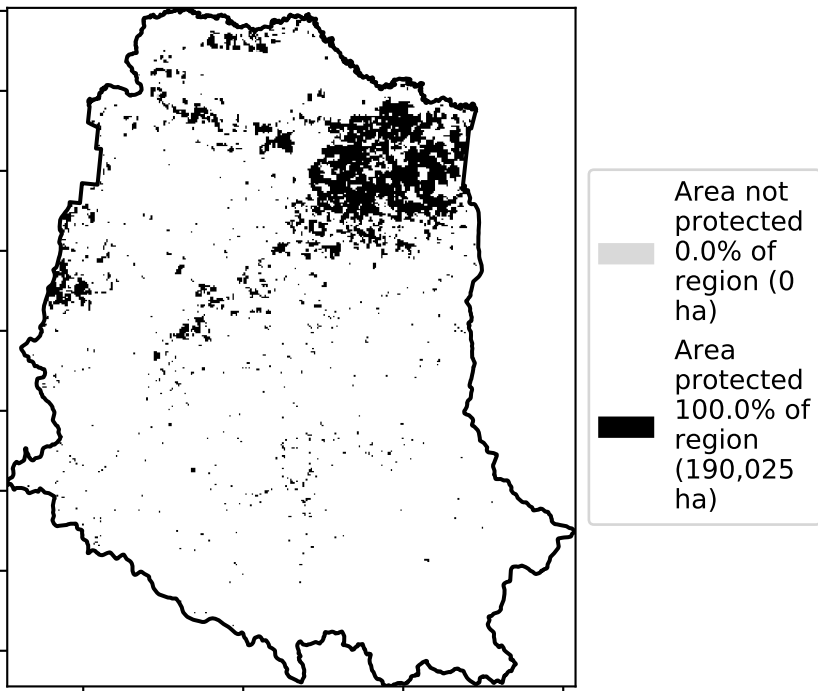 Area not
protected
0.0% of
region (0
ha)
Area
protected
100.0% of
region
(190,025
ha)